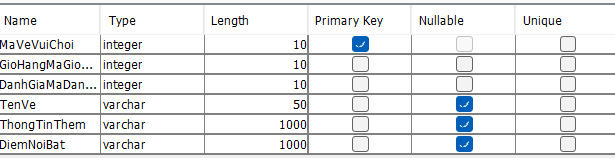 Name Type Length Primary Key Nullable Unique
MaVeVuiChoi integer 10
GioHangMaGio... integer 10
DanhGiaMaDan... integer 10
TenVe varchar 50
ThongTinThem varchar 1000
DiemNoiBat varchar 1000